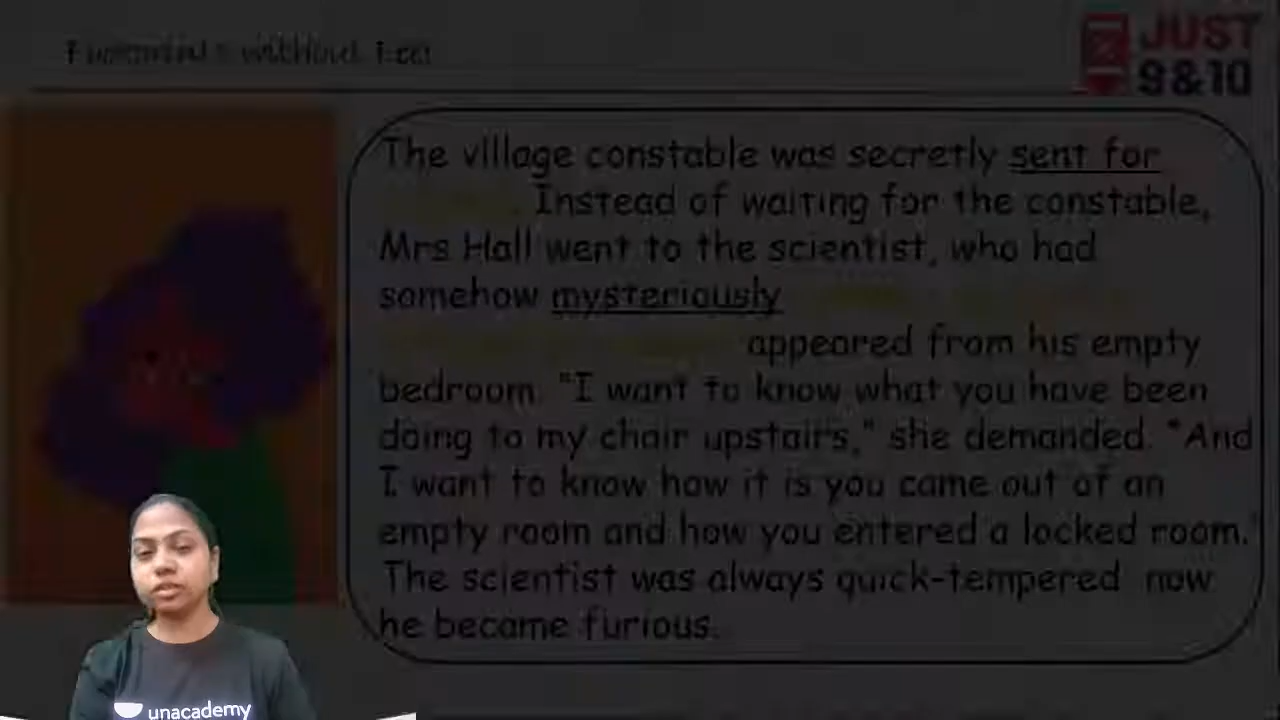 Footprints without Feet
JUST
9&10
The village constable was secretly sent for
. Instead of waiting for the constable,
Mrs Hall went to the scientist, who had
somehow mysteriously
appeared from his empty
bedroom. "I want to know what you have been
doing to my chair upstairs," she demanded. "And
I want to know how it is you came out of an
empty room and how you entered a locked room."
The scientist was always quick-tempered now
he became furious.
unacademy